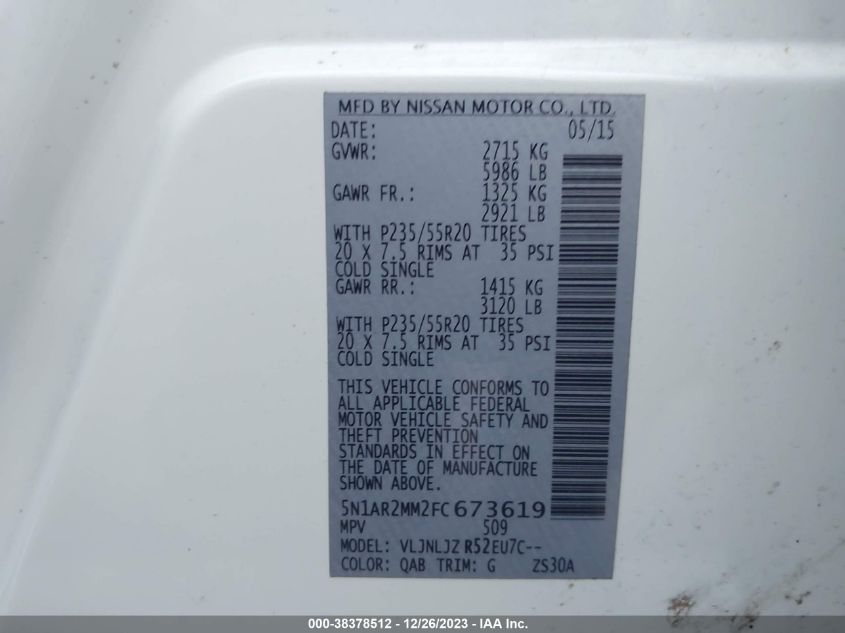 MFD BY NISSAN MOTOR CO., LTD.
DATE: 05/15
GVWR: 2715 KG
5986 LB
GAWR FR.: 1325 KG
2921 LB
WITH P235/55R20 TIRES
20 X 7.5 RIMS AT 35 PSI
COLD SINGLE
GAWR RR.: 1415 KG
3120 LB
WITH P235/55R20 TIRES
20 X 7.5 RIMS AT 35 PSI
COLD SINGLE
THIS VEHICLE CONFORMS TO
ALL APPLICABLE FEDERAL
MOTOR VEHICLE SAFETY AND
THEFT PREVENTION
STANDARDS IN EFFECT ON
THE DATE OF MANUFACTURE
SHOWN ABOVE.
5N1AR2MM2FC673619
MPV 509
MODEL: VLJNLJZ R52EU7C--
COLOR: QAB TRIM: G ZS30A
000-38378512 - 12/26/2023 - IAA Inc.